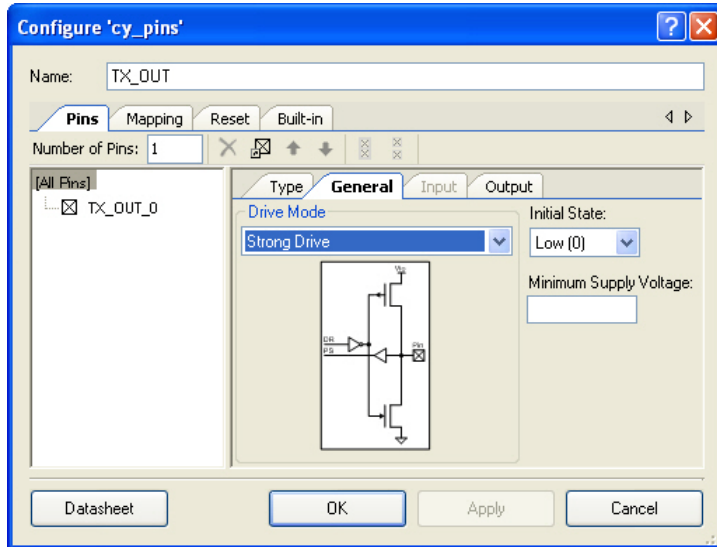 Configure 'cy_pins'
Name: TX_OUT
Pins Mapping Reset Built-in
Number of Pins: 1
[All Pins]
TX_OUT_0
Type General Input Output
Drive Mode
Strong Drive
Initial State:
Low (0)
Minimum Supply Voltage:
DR
PS
Pin
Datasheet OK Apply Cancel